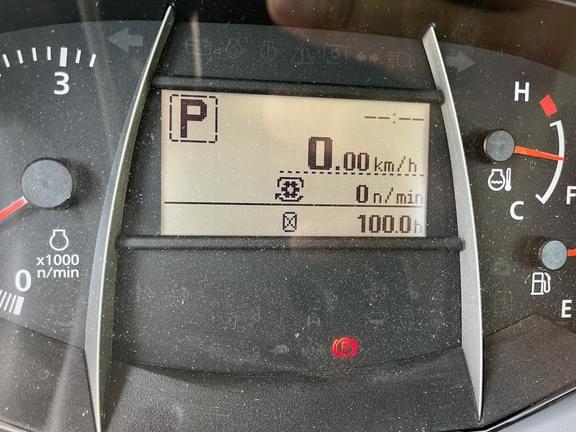 3
P
--:--
0.00 km/h
0 n/min
100.0h
x1000
n/min
0
H
C
F
E
P